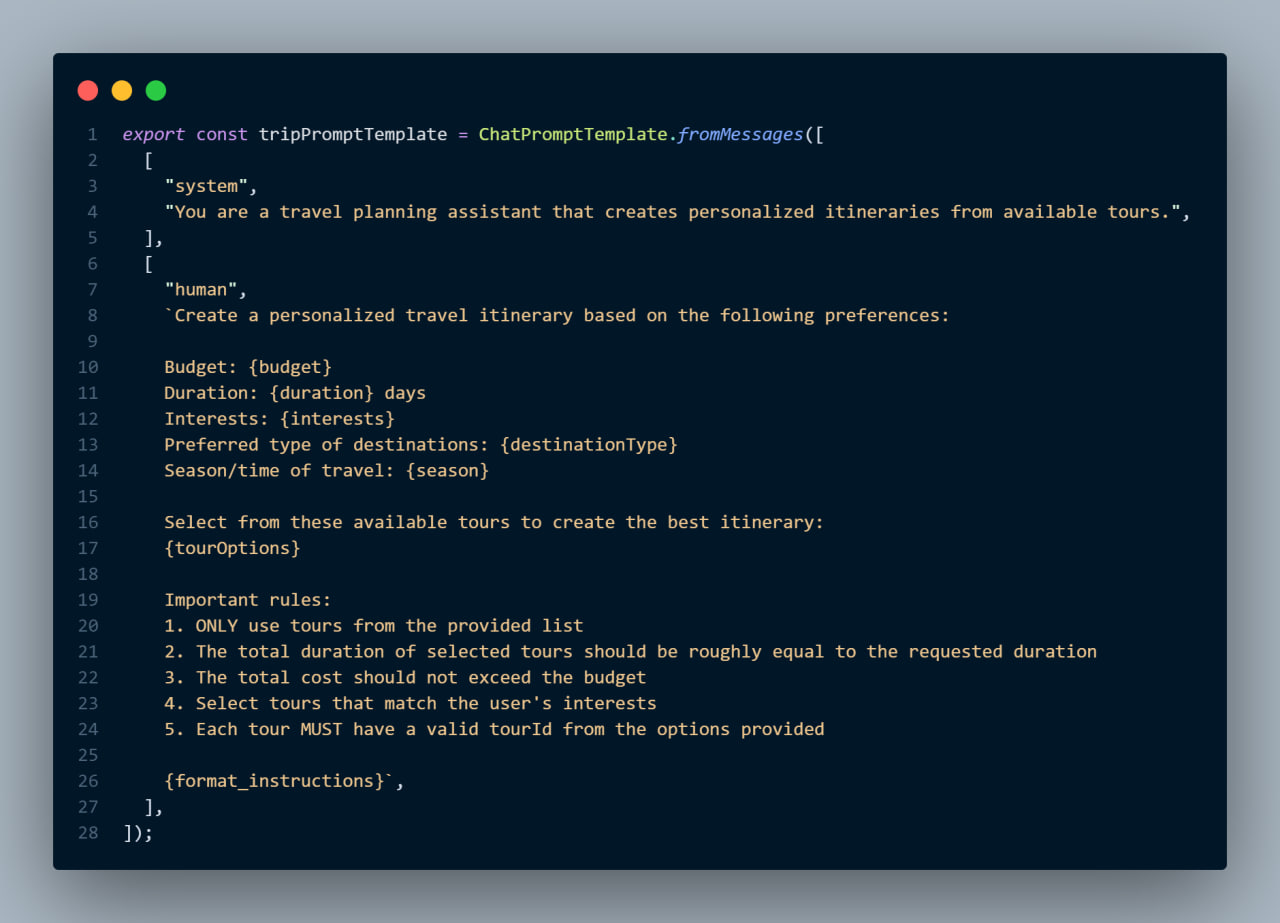 1 export const tripPromptTemplate = ChatPromptTemplate.fromMessages([
2   [
3     "system",
4     "You are a travel planning assistant that creates personalized itineraries from available tours.",
5   ],
6   [
7     "human",
8     `Create a personalized travel itinerary based on the following preferences:
9
10     Budget: {budget}
11     Duration: {duration} days
12     Interests: {interests}
13     Preferred type of destinations: {destinationType}
14     Season/time of travel: {season}
15
16     Select from these available tours to create the best itinerary:
17     {tourOptions}
18
19     Important rules:
20     1. ONLY use tours from the provided list
21     2. The total duration of selected tours should be roughly equal to the requested duration
22     3. The total cost should not exceed the budget
23     4. Select tours that match the user's interests
24     5. Each tour MUST have a valid tourId from the options provided
25
26     {format_instructions}`,
27   ],
28 ]);